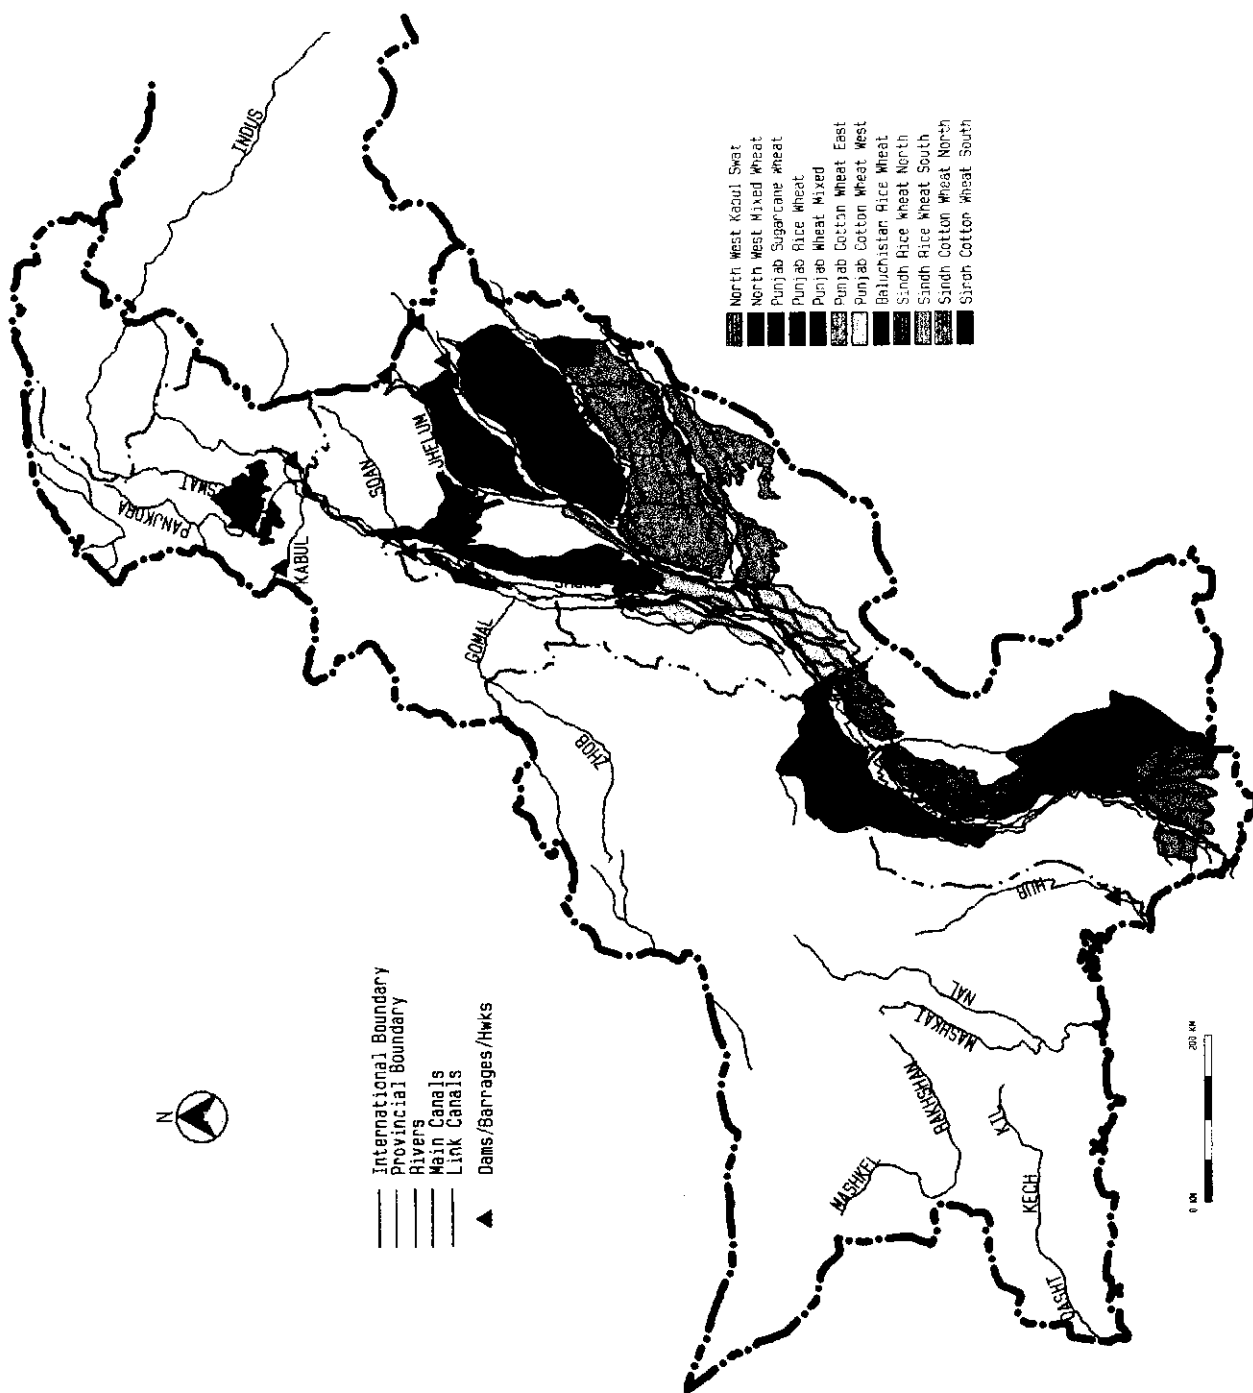 N
International Boundary
Provincial Boundary
Rivers
Main Canals
Link Canals
Dams/Barrages/Hwks
North West Kabul Swat
North West Mixed Wheat
Punjab Sugarcane Wheat
Punjab Rice Wheat
Punjab Wheat Mixed
Punjab Cotton Wheat East
Punjab Cotton Wheat West
Baluchistan Rice Wheat
Sindh Rice Wheat North
Sindh Rice Wheat South
Sindh Cotton Wheat North
Sindh Cotton Wheat South
INDUS
PANJKORA
SWAT
KABUL
SOAN
JHELUM
GOMAL
ZHOB
HUB
NAL
MASHKAI
RAKHSHAN
MASHKEL
KIL
KECH
DASHT
0 KM
200 KM